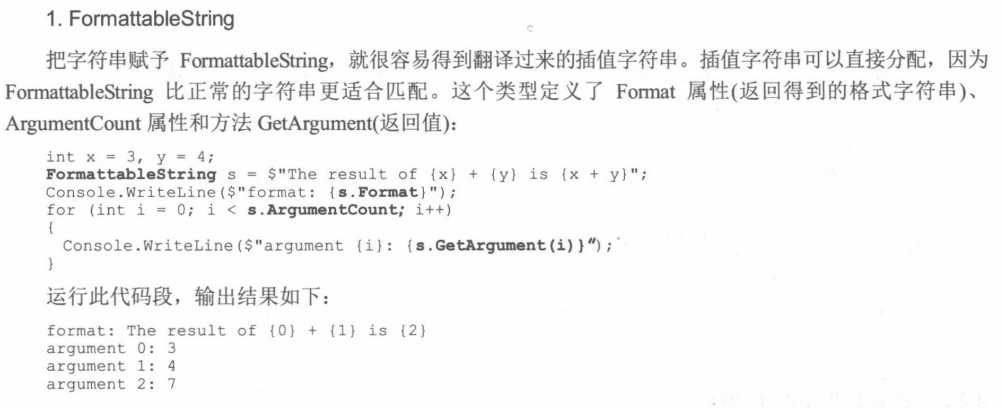 1. FormattableString
把字符串赋予 FormattableString，就很容易得到翻译过来的插值字符串。插值字符串可以直接分配，因为
FormattableString 比正常的字符串更适合匹配。这个类型定义了 Format 属性(返回得到的格式字符串)、
ArgumentCount 属性和方法 GetArgument(返回值)：
int x = 3, y = 4;
FormattableString s = $"The result of {x} + {y} is {x + y}";
Console.WriteLine($"format: {s.Format}");
for (int i = 0; i < s.ArgumentCount; i++)
{
  Console.WriteLine($"argument {i}: {s.GetArgument(i)}");
}
运行此代码段，输出结果如下：
format: The result of {0} + {1} is {2}
argument 0: 3
argument 1: 4
argument 2: 7